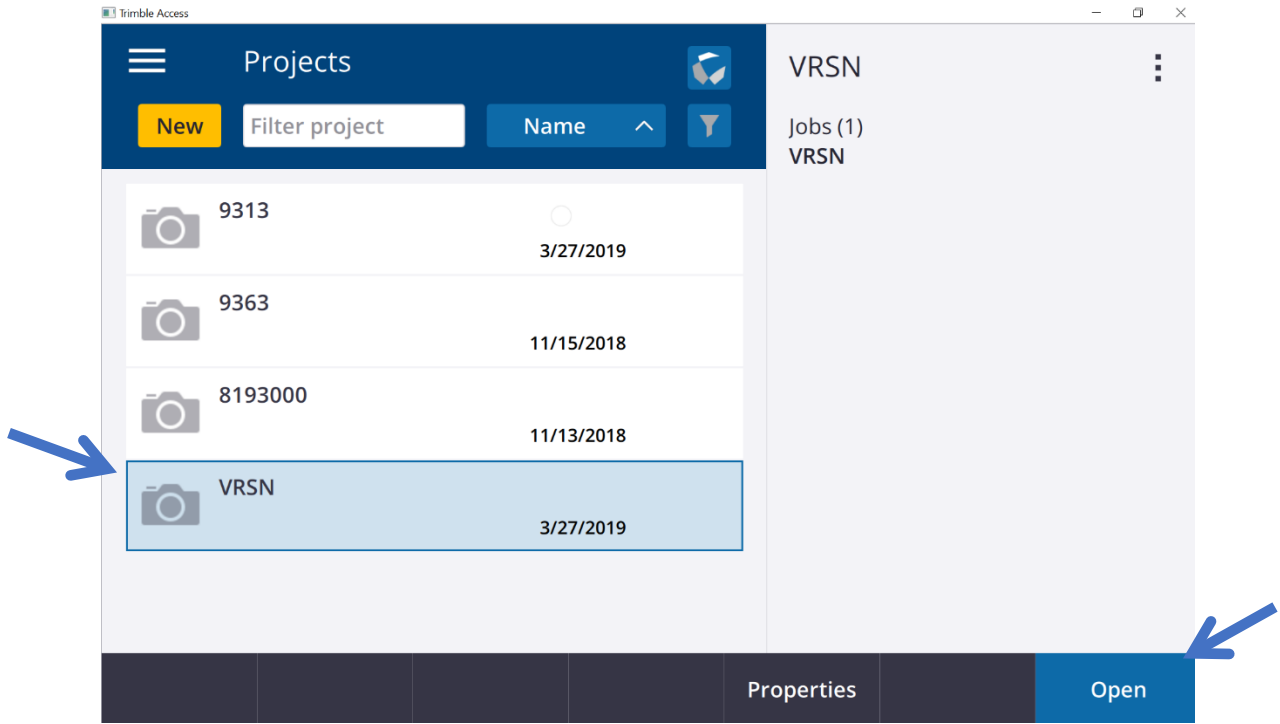 Trimble Access
Projects
New
Filter project
Name
9313
3/27/2019
9363
11/15/2018
8193000
11/13/2018
VRSN
3/27/2019
VRSN
Jobs (1)
VRSN
Properties
Open